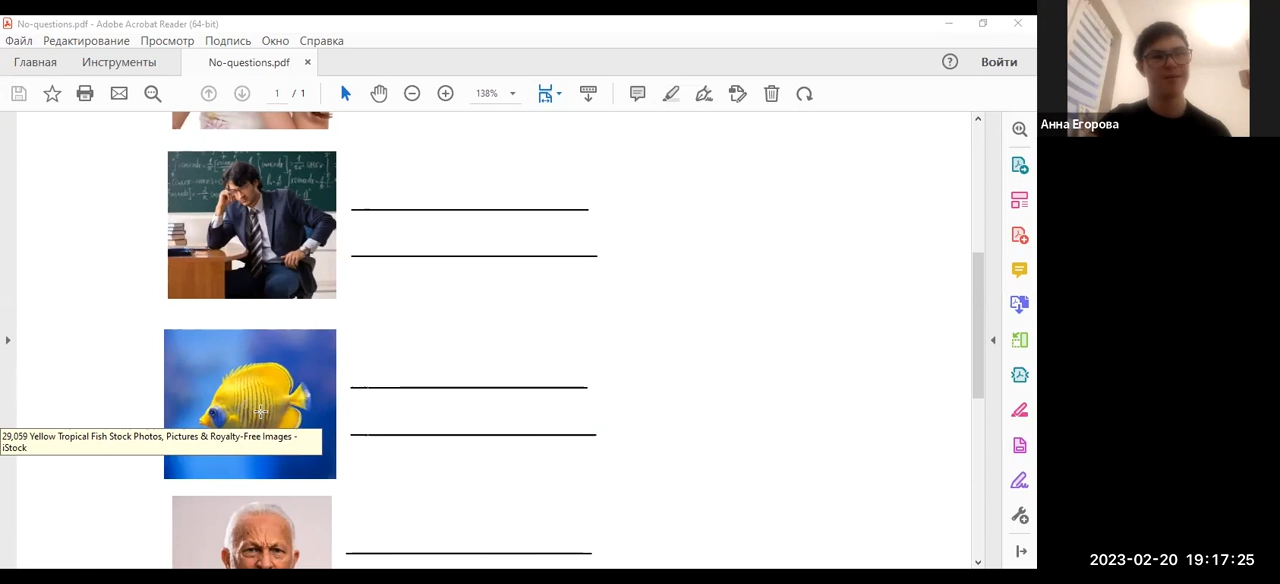 No-questions.pdf - Adobe Acrobat Reader (64-bit)
Файл Редактирование Просмотр Подпись Окно Справка
Главная Инструменты No-questions.pdf × Войти
1 / 1 138%
Анна Егорова
29,059 Yellow Tropical Fish Stock Photos, Pictures & Royalty-Free Images -
iStock
2023-02-20 19:17:25